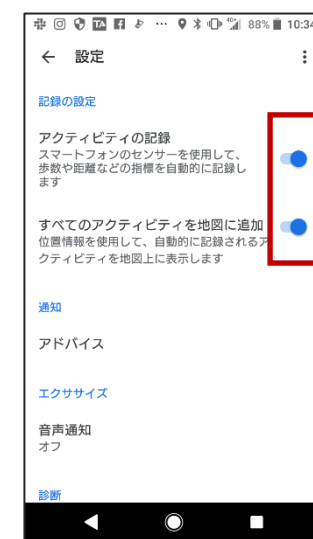 88% 10:34
← 設定
記録の設定
アクティビティの記録
スマートフォンのセンサーを使用して、
歩数や距離などの指標を自動的に記録し
ます
すべてのアクティビティを地図に追加
位置情報を使用して、自動的に記録されるア
クティビティを地図上に表示します
通知
アドバイス
エクササイズ
音声通知
オフ
診断